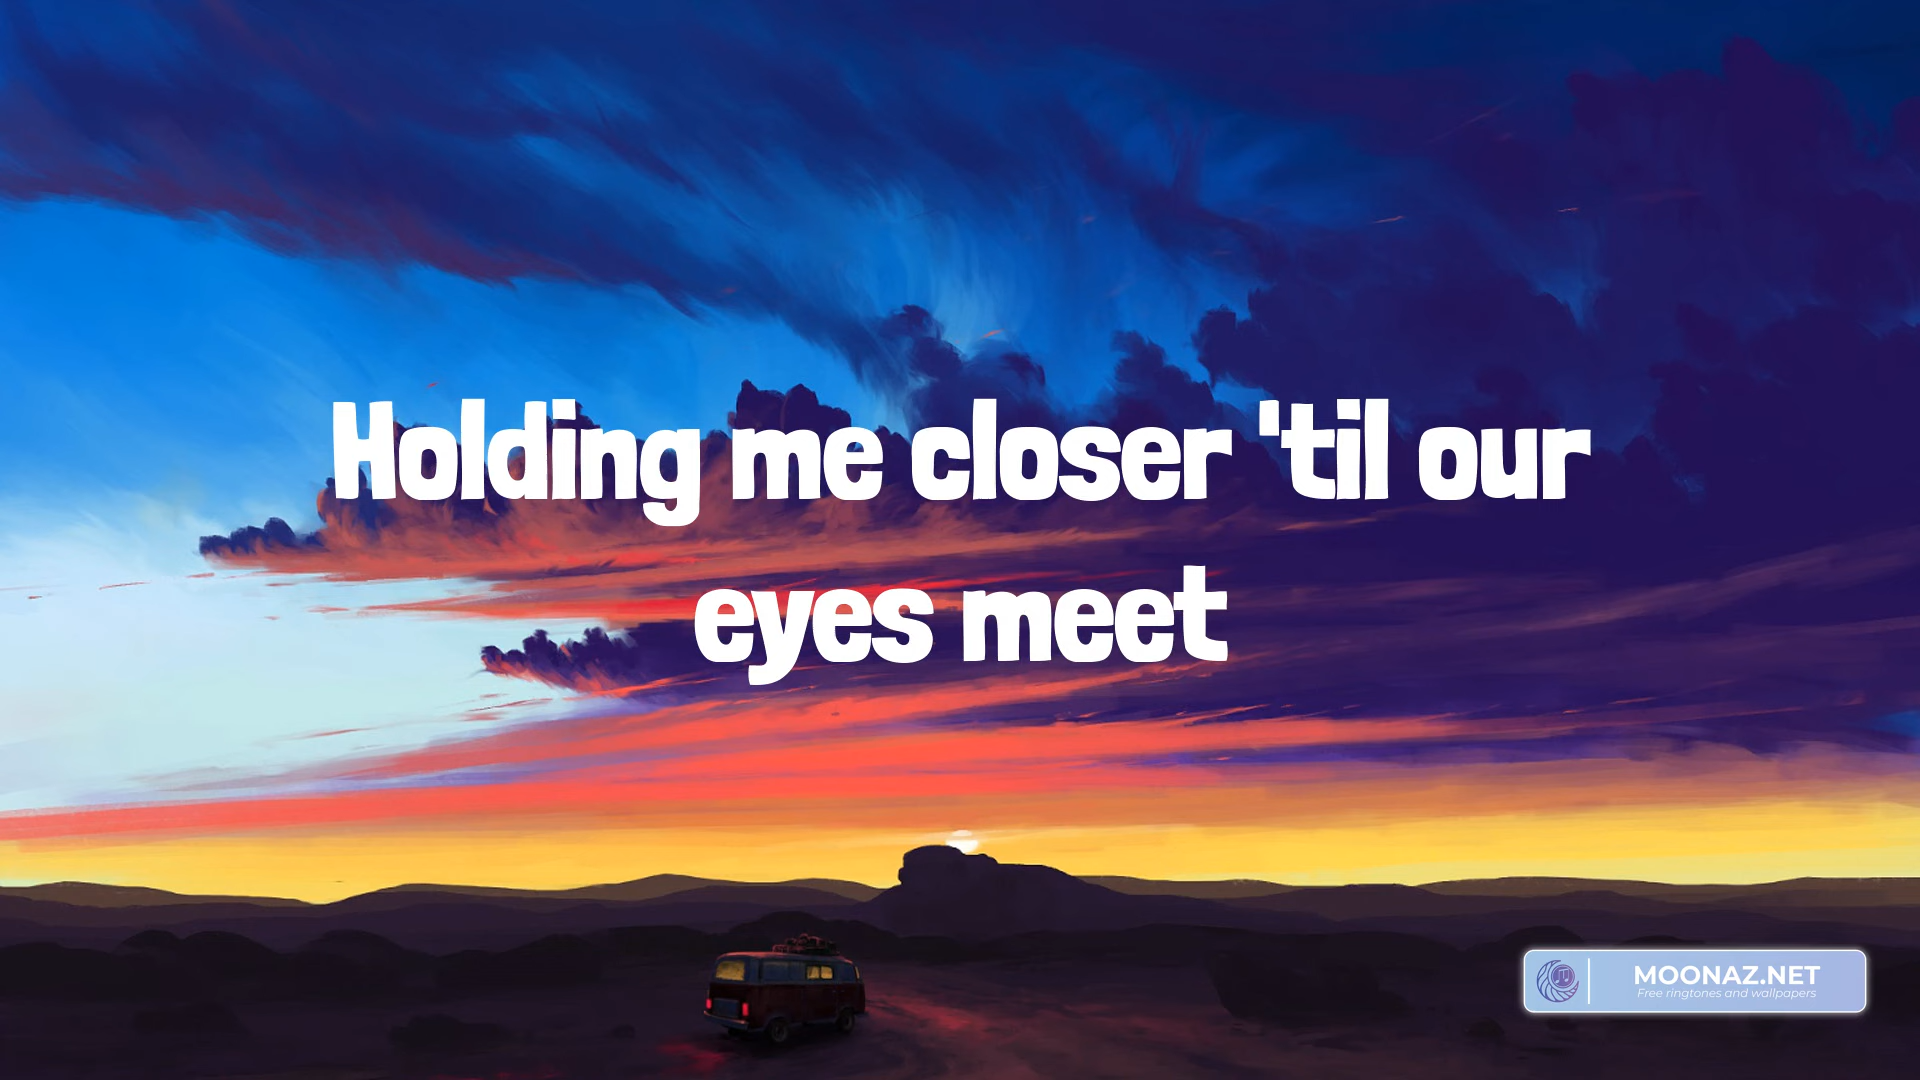 Holding me closer 'til our
eyes meet
MOONAZ.NET
Free ringtones and wallpapers